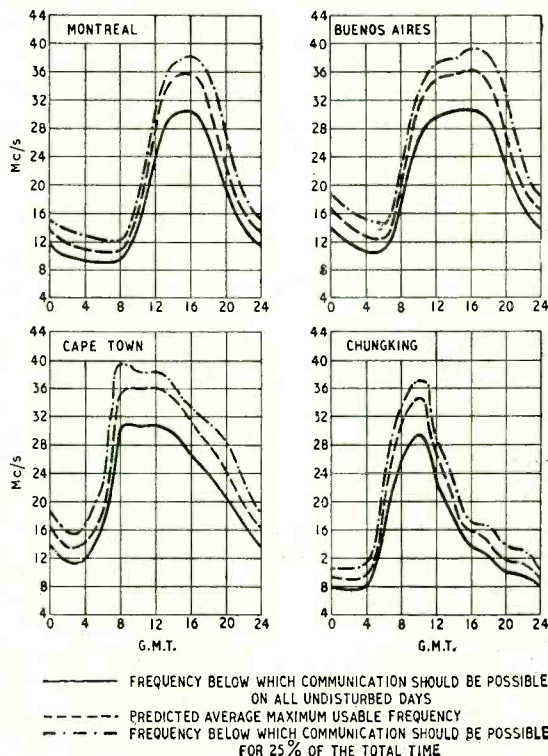 MONTREAL
BUENOS AIRES
44
40
36
32
28
24
20
16
12
8
4
Mc/s
0 4 8 12 16 20 24
44
40
36
32
28
24
20
16
12
8
4
0 4 8 12 16 20 24
CAPE TOWN
CHUNGKING
44
40
36
32
28
24
20
16
12
8
4
Mc/s
0 4 8 12 16 20 24
G.M.T.
44
40
36
32
28
24
20
16
12
8
4
0 4 8 12 16 20 24
G.M.T.
FREQUENCY BELOW WHICH COMMUNICATION SHOULD BE POSSIBLE
ON ALL UNDISTURBED DAYS
PREDICTED AVERAGE MAXIMUM USABLE FREQUENCY
FREQUENCY BELOW WHICH COMMUNICATION SHOULD BE POSSIBLE
FOR 25% OF THE TOTAL TIME